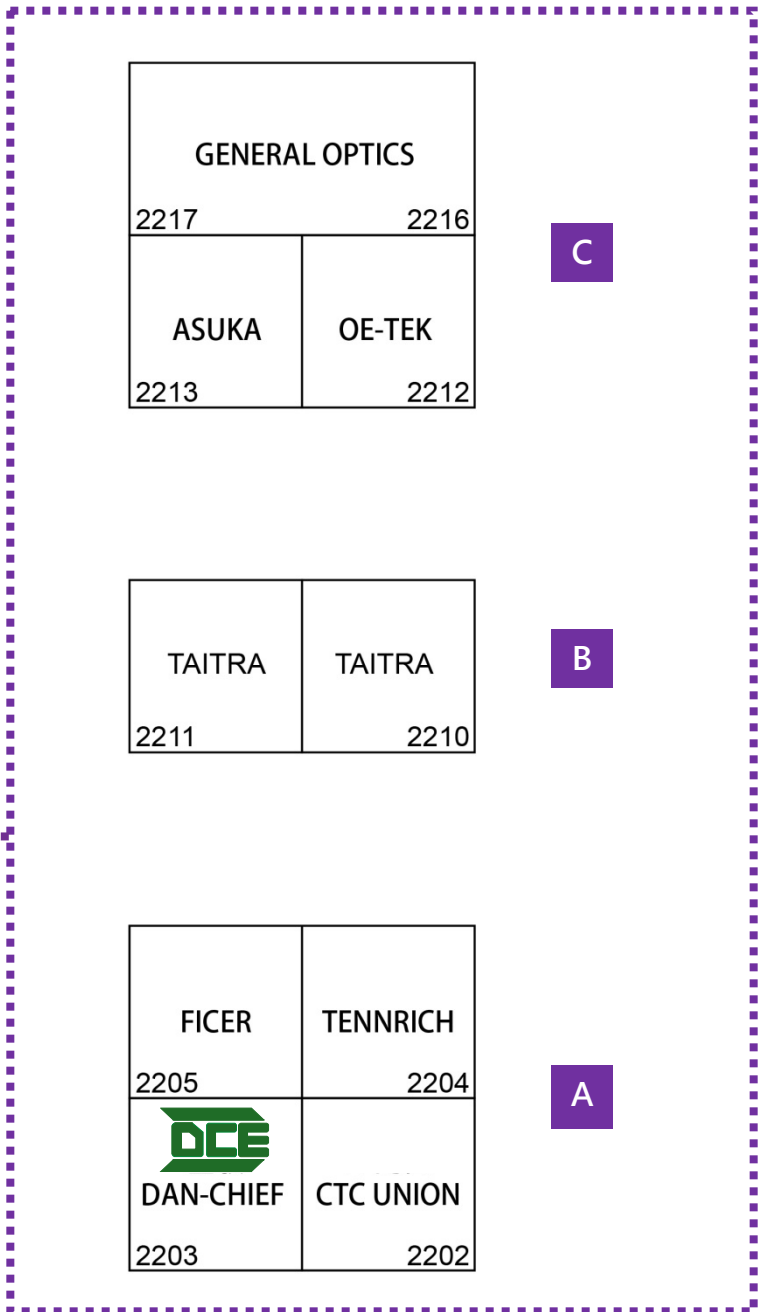 GENERAL OPTICS
2217 2216
C
ASUKA OE-TEK
2213 2212
TAITRA TAITRA
B
2211 2210
FICER TENNRICH
2205 2204
A
DCE
DAN-CHIEF CTC UNION
2203 2202